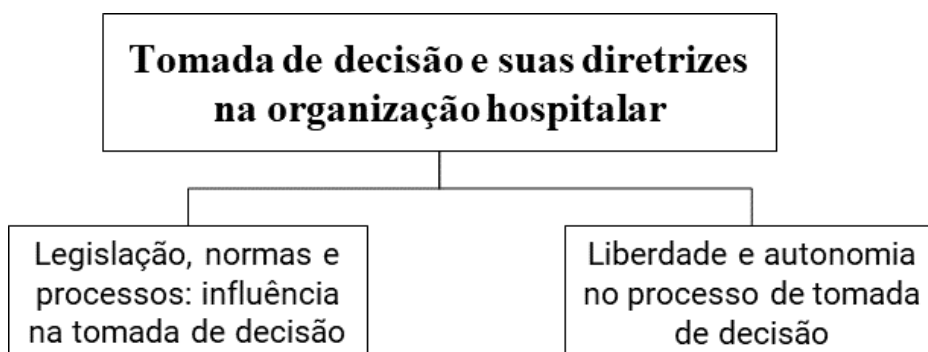 Tomada de decisão e suas diretrizes
na organização hospitalar
Legislação, normas e
processos: influência
na tomada de decisão
Liberdade e autonomia
no processo de tomada
de decisão